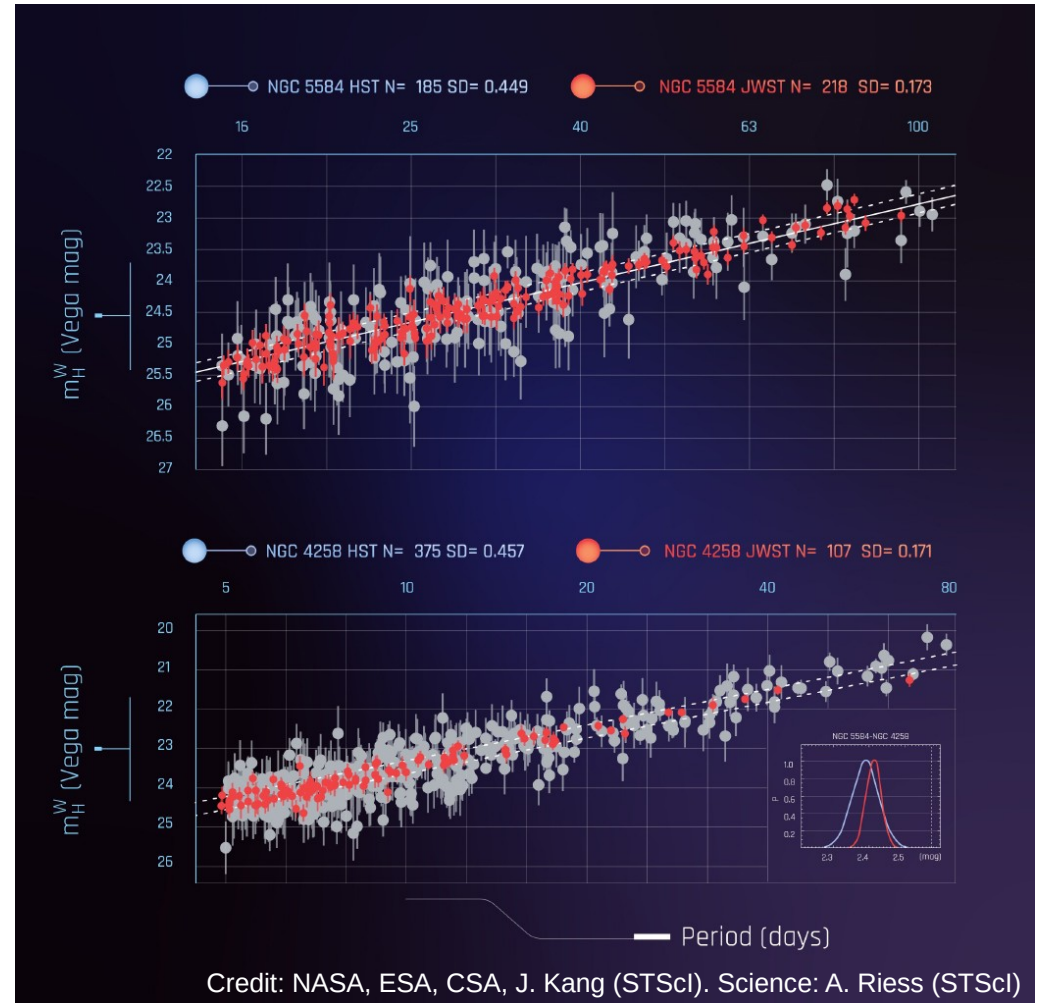 NGC 5584 HST N= 185 SD= 0.449 NGC 5584 JWST N= 218 SD= 0.173
15 25 40 63 100
22
22.5
23
23.5
24
24.5
25
25.5
26
26.5
27
m_H^W (Vega mag)
NGC 4258 HST N= 375 SD= 0.457 NGC 4258 JWST N= 107 SD= 0.171
5 10 20 40 80
20
21
22
23
24
25
26
m_H^W (Vega mag)
NGC 5584-NGC 4258
1.0
0.8
0.6
0.4
0.2
P
2.3 2.4 2.5 (mag)
Period (days)
Credit: NASA, ESA, CSA, J. Kang (STScI). Science: A. Riess (STScI)